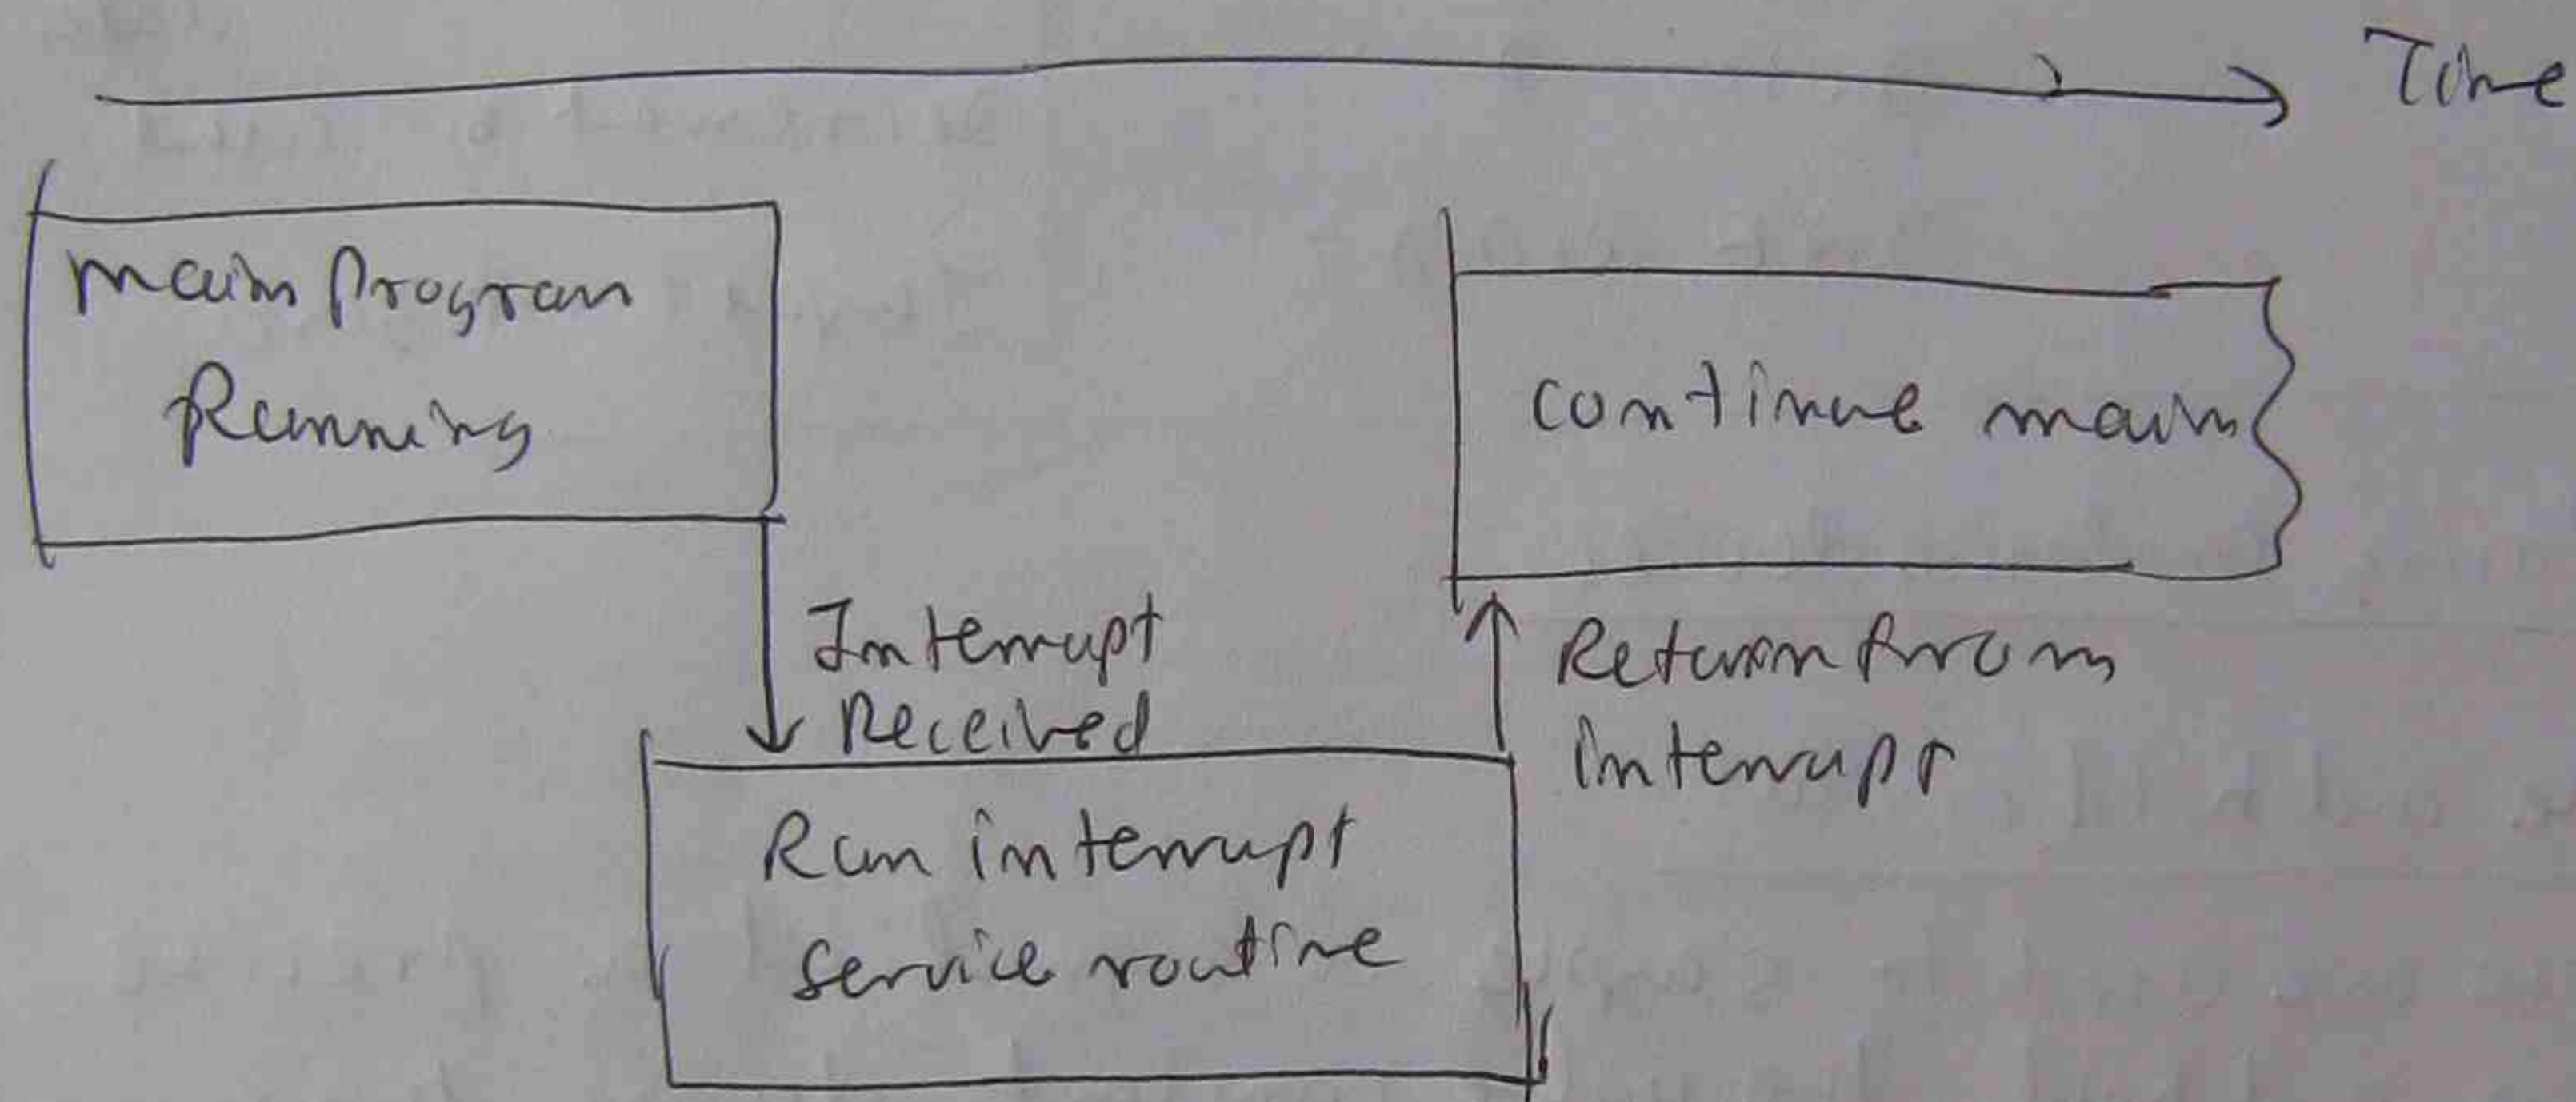 Time
main Program
Running
continue main
Interrupt
Received
Return from
interrupt
Run interrupt
service routine